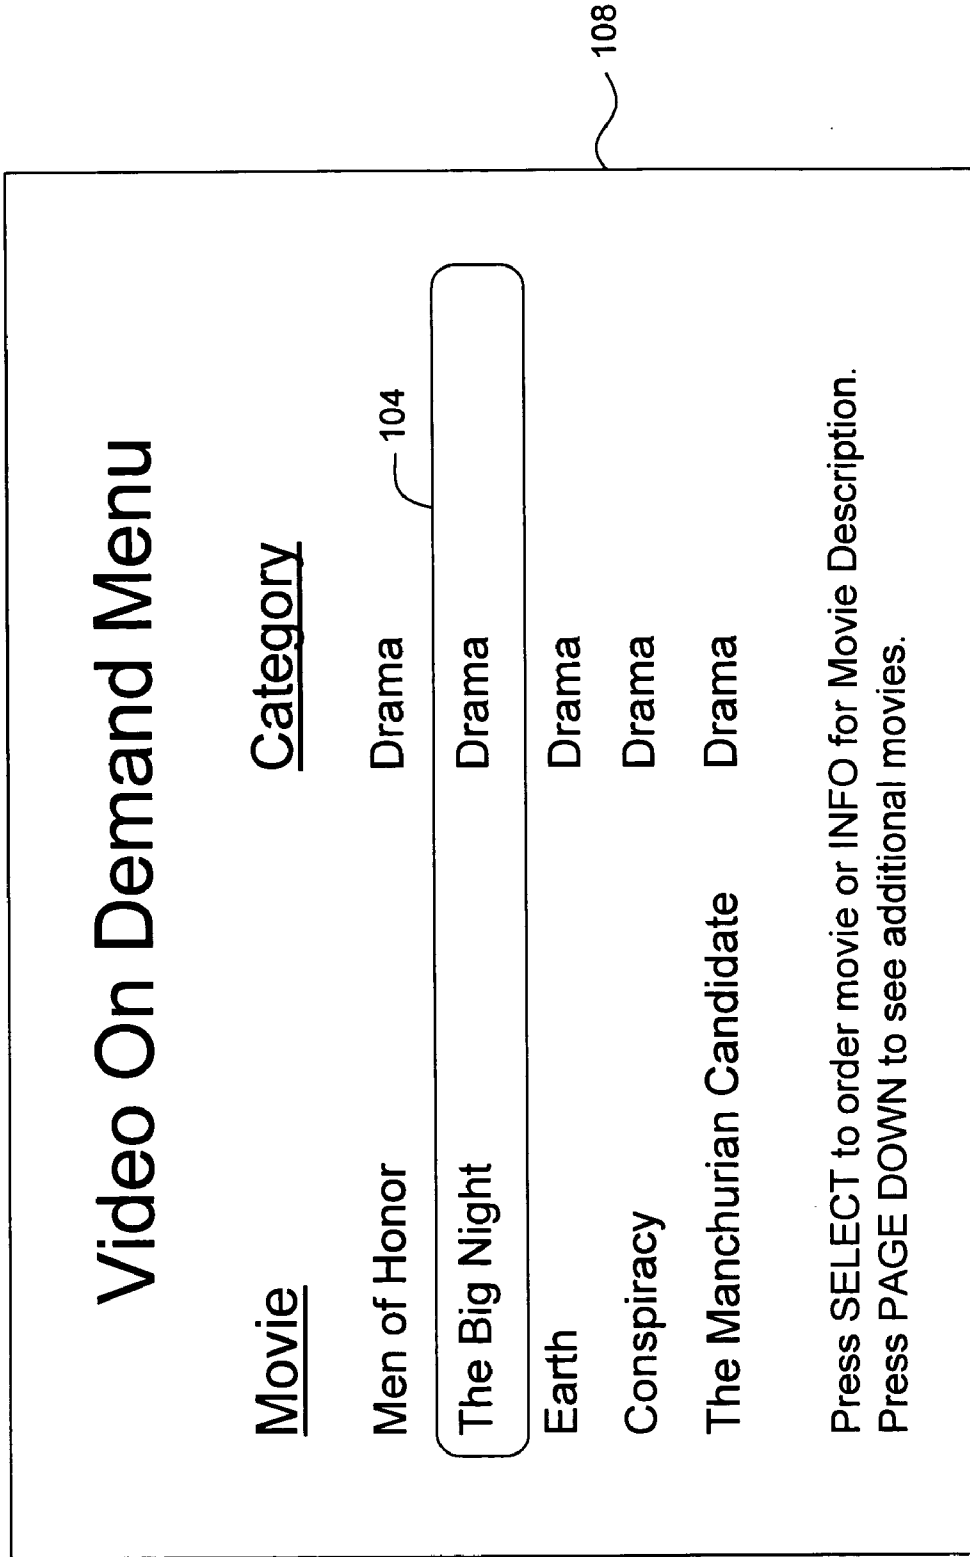 Video On Demand Menu
Movie Category
Men of Honor Drama
104
The Big Night Drama
Earth Drama
Conspiracy Drama
The Manchurian Candidate Drama
108
Press SELECT to order movie or INFO for Movie Description.
Press PAGE DOWN to see additional movies.